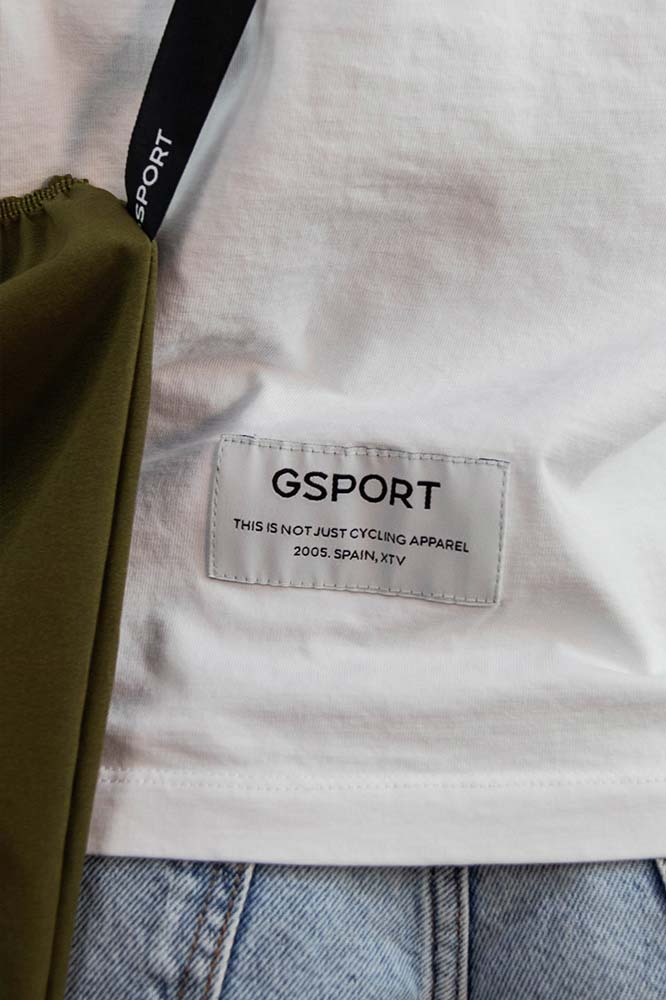 SPORT
GSPORT
THIS IS NOT JUST CYCLING APPAREL
2005. SPAIN, XTV